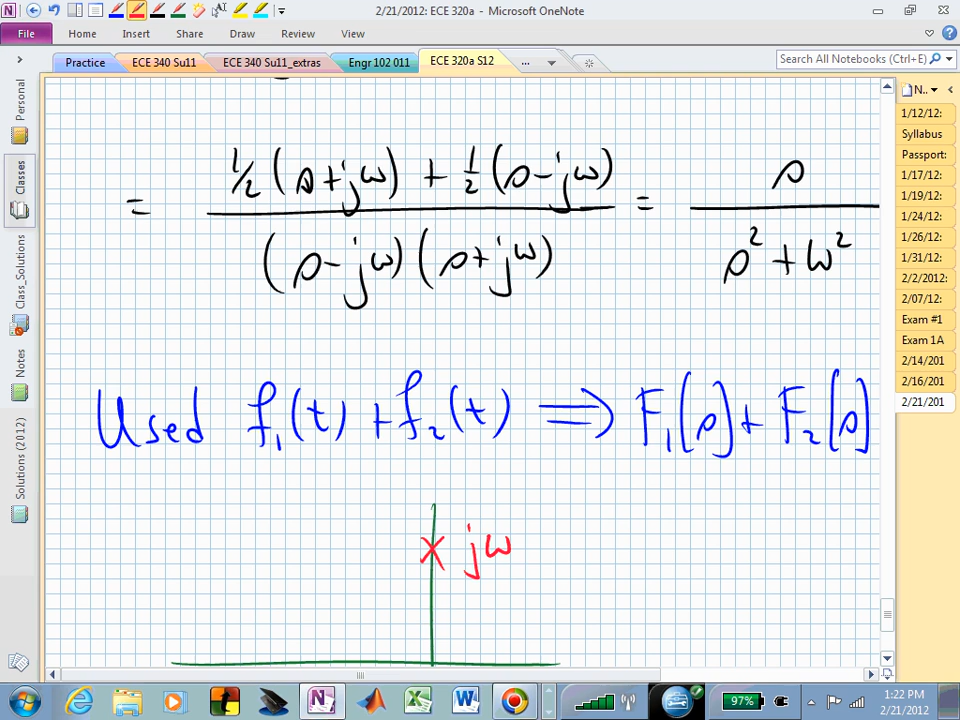 2/21/2012: ECE 320a - Microsoft OneNote
File Home Insert Share Draw Review View
Practice ECE 340 Su11 ECE 340 Su11_extras Engr 102 011 ECE 320a S12 ... Search All Notebooks (Ctrl+E)
N..
Personal
Classes
Class_Solutions
Notes
Solutions (2012)
1/12/12:
Syllabus
Passport:
1/17/12:
1/19/12:
1/24/12:
1/26/12:
1/31/12:
2/2/2012:
2/07/12:
Exam #1
Exam 1A
2/14/201
2/16/201
2/21/201
= (½(s+jω) + ½(s-jω)) / ((s-jω)(s+jω)) = s / (s²+ω²)
Used f₁(t) + f₂(t) ⇒ F₁[s] + F₂[s]
x jω
97%
1:22 PM
2/21/2012